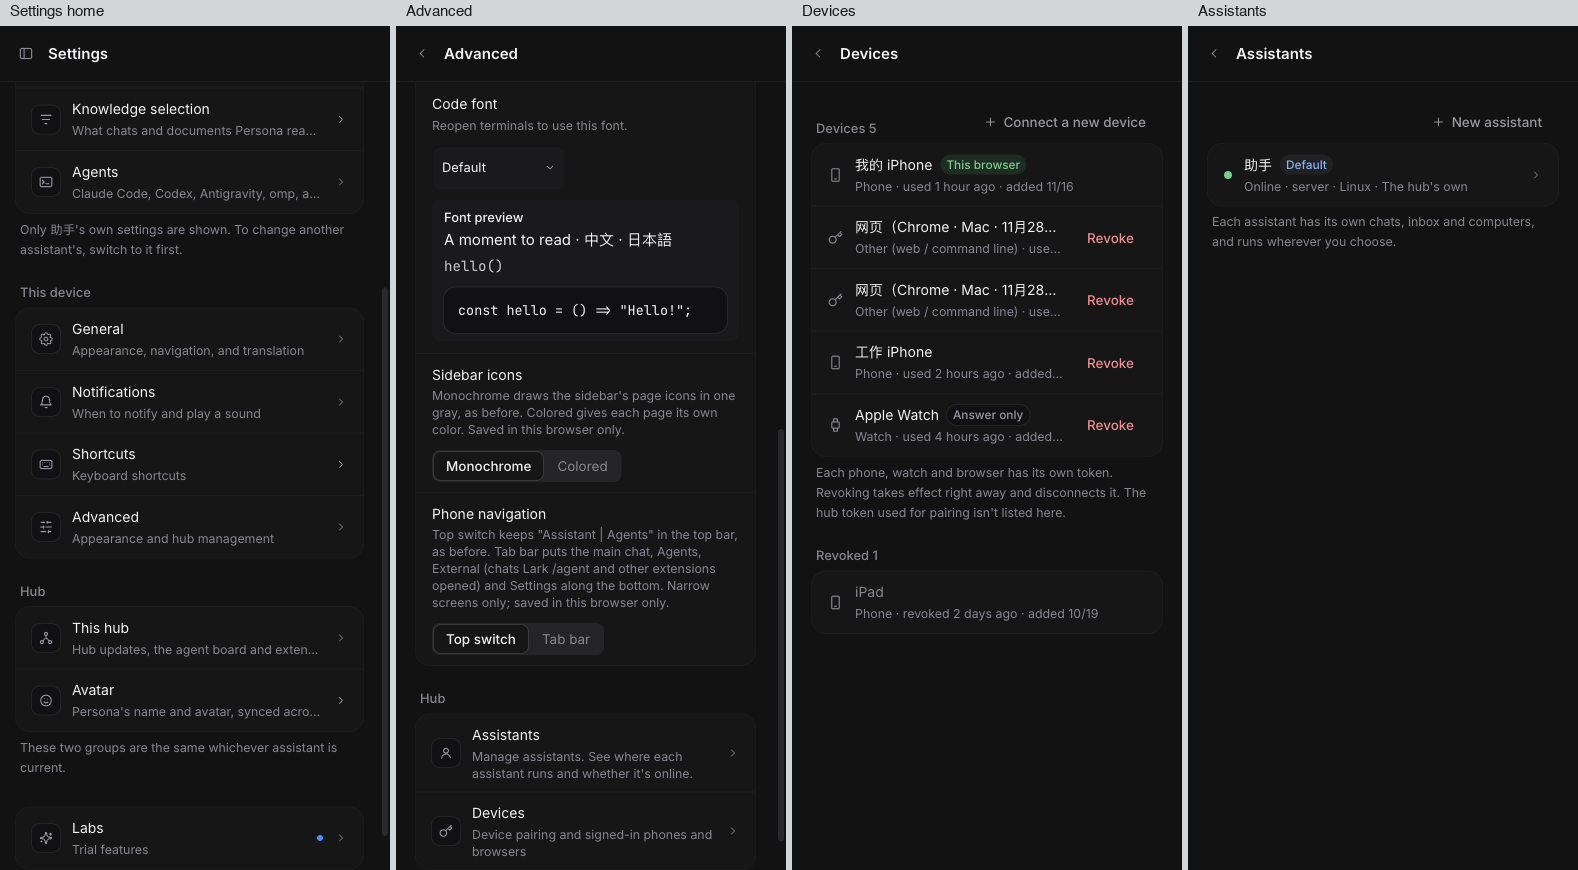 Settings home
Settings
Knowledge selection
What chats and documents Persona rea...
Agents
Claude Code, Codex, Antigravity, omp, a...
Only 助手's own settings are shown. To change another
assistant's, switch to it first.
This device
General
Appearance, navigation, and translation
Notifications
When to notify and play a sound
Shortcuts
Keyboard shortcuts
Advanced
Appearance and hub management
Hub
This hub
Hub updates, the agent board and exten...
Avatar
Persona's name and avatar, synced acro...
These two groups are the same whichever assistant is
current.
Labs
Trial features
Advanced
Advanced
Code font
Reopen terminals to use this font.
Default
Font preview
A moment to read · 中文 · 日本語
hello()
const hello = () => "Hello!";
Sidebar icons
Monochrome draws the sidebar's page icons in one
gray, as before. Colored gives each page its own
color. Saved in this browser only.
Monochrome Colored
Phone navigation
Top switch keeps "Assistant | Agents" in the top bar,
as before. Tab bar puts the main chat, Agents,
External (chats Lark /agent and other extensions
opened) and Settings along the bottom. Narrow
screens only; saved in this browser only.
Top switch Tab bar
Hub
Assistants
Manage assistants. See where each
assistant runs and whether it's online.
Devices
Device pairing and signed-in phones and
browsers
Devices
Devices
Devices 5
+ Connect a new device
我的 iPhone This browser
Phone · used 1 hour ago · added 11/16
网页（Chrome · Mac · 11月28...
Other (web / command line) · use...
Revoke
网页（Chrome · Mac · 11月28...
Other (web / command line) · use...
Revoke
工作 iPhone
Phone · used 2 hours ago · added...
Revoke
Apple Watch Answer only
Watch · used 4 hours ago · added...
Revoke
Each phone, watch and browser has its own token.
Revoking takes effect right away and disconnects it. The
hub token used for pairing isn't listed here.
Revoked 1
iPad
Phone · revoked 2 days ago · added 10/19
Assistants
Assistants
+ New assistant
助手 Default
Online · server · Linux · The hub's own
Each assistant has its own chats, inbox and computers,
and runs wherever you choose.